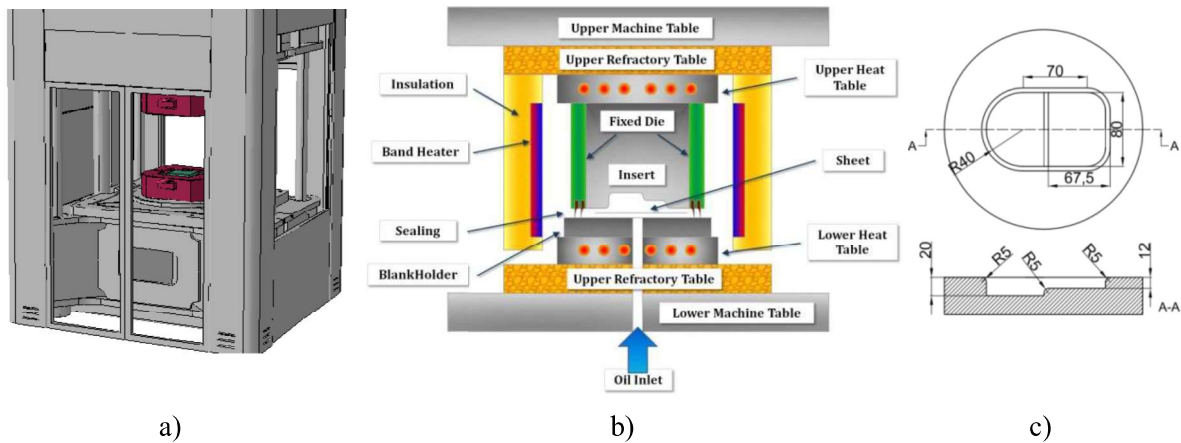 Upper Machine Table
Upper Refractory Table
Insulation
Upper Heat
Table
Fixed Die
Band Heater
Sheet
Insert
Sealing
Lower Heat
Table
BlankHolder
Upper Refractory Table
Lower Machine Table
Oil Inlet
70
80
A
A
R40
67,5
20
R5
R5
R5
12
A-A
a)
b)
c)